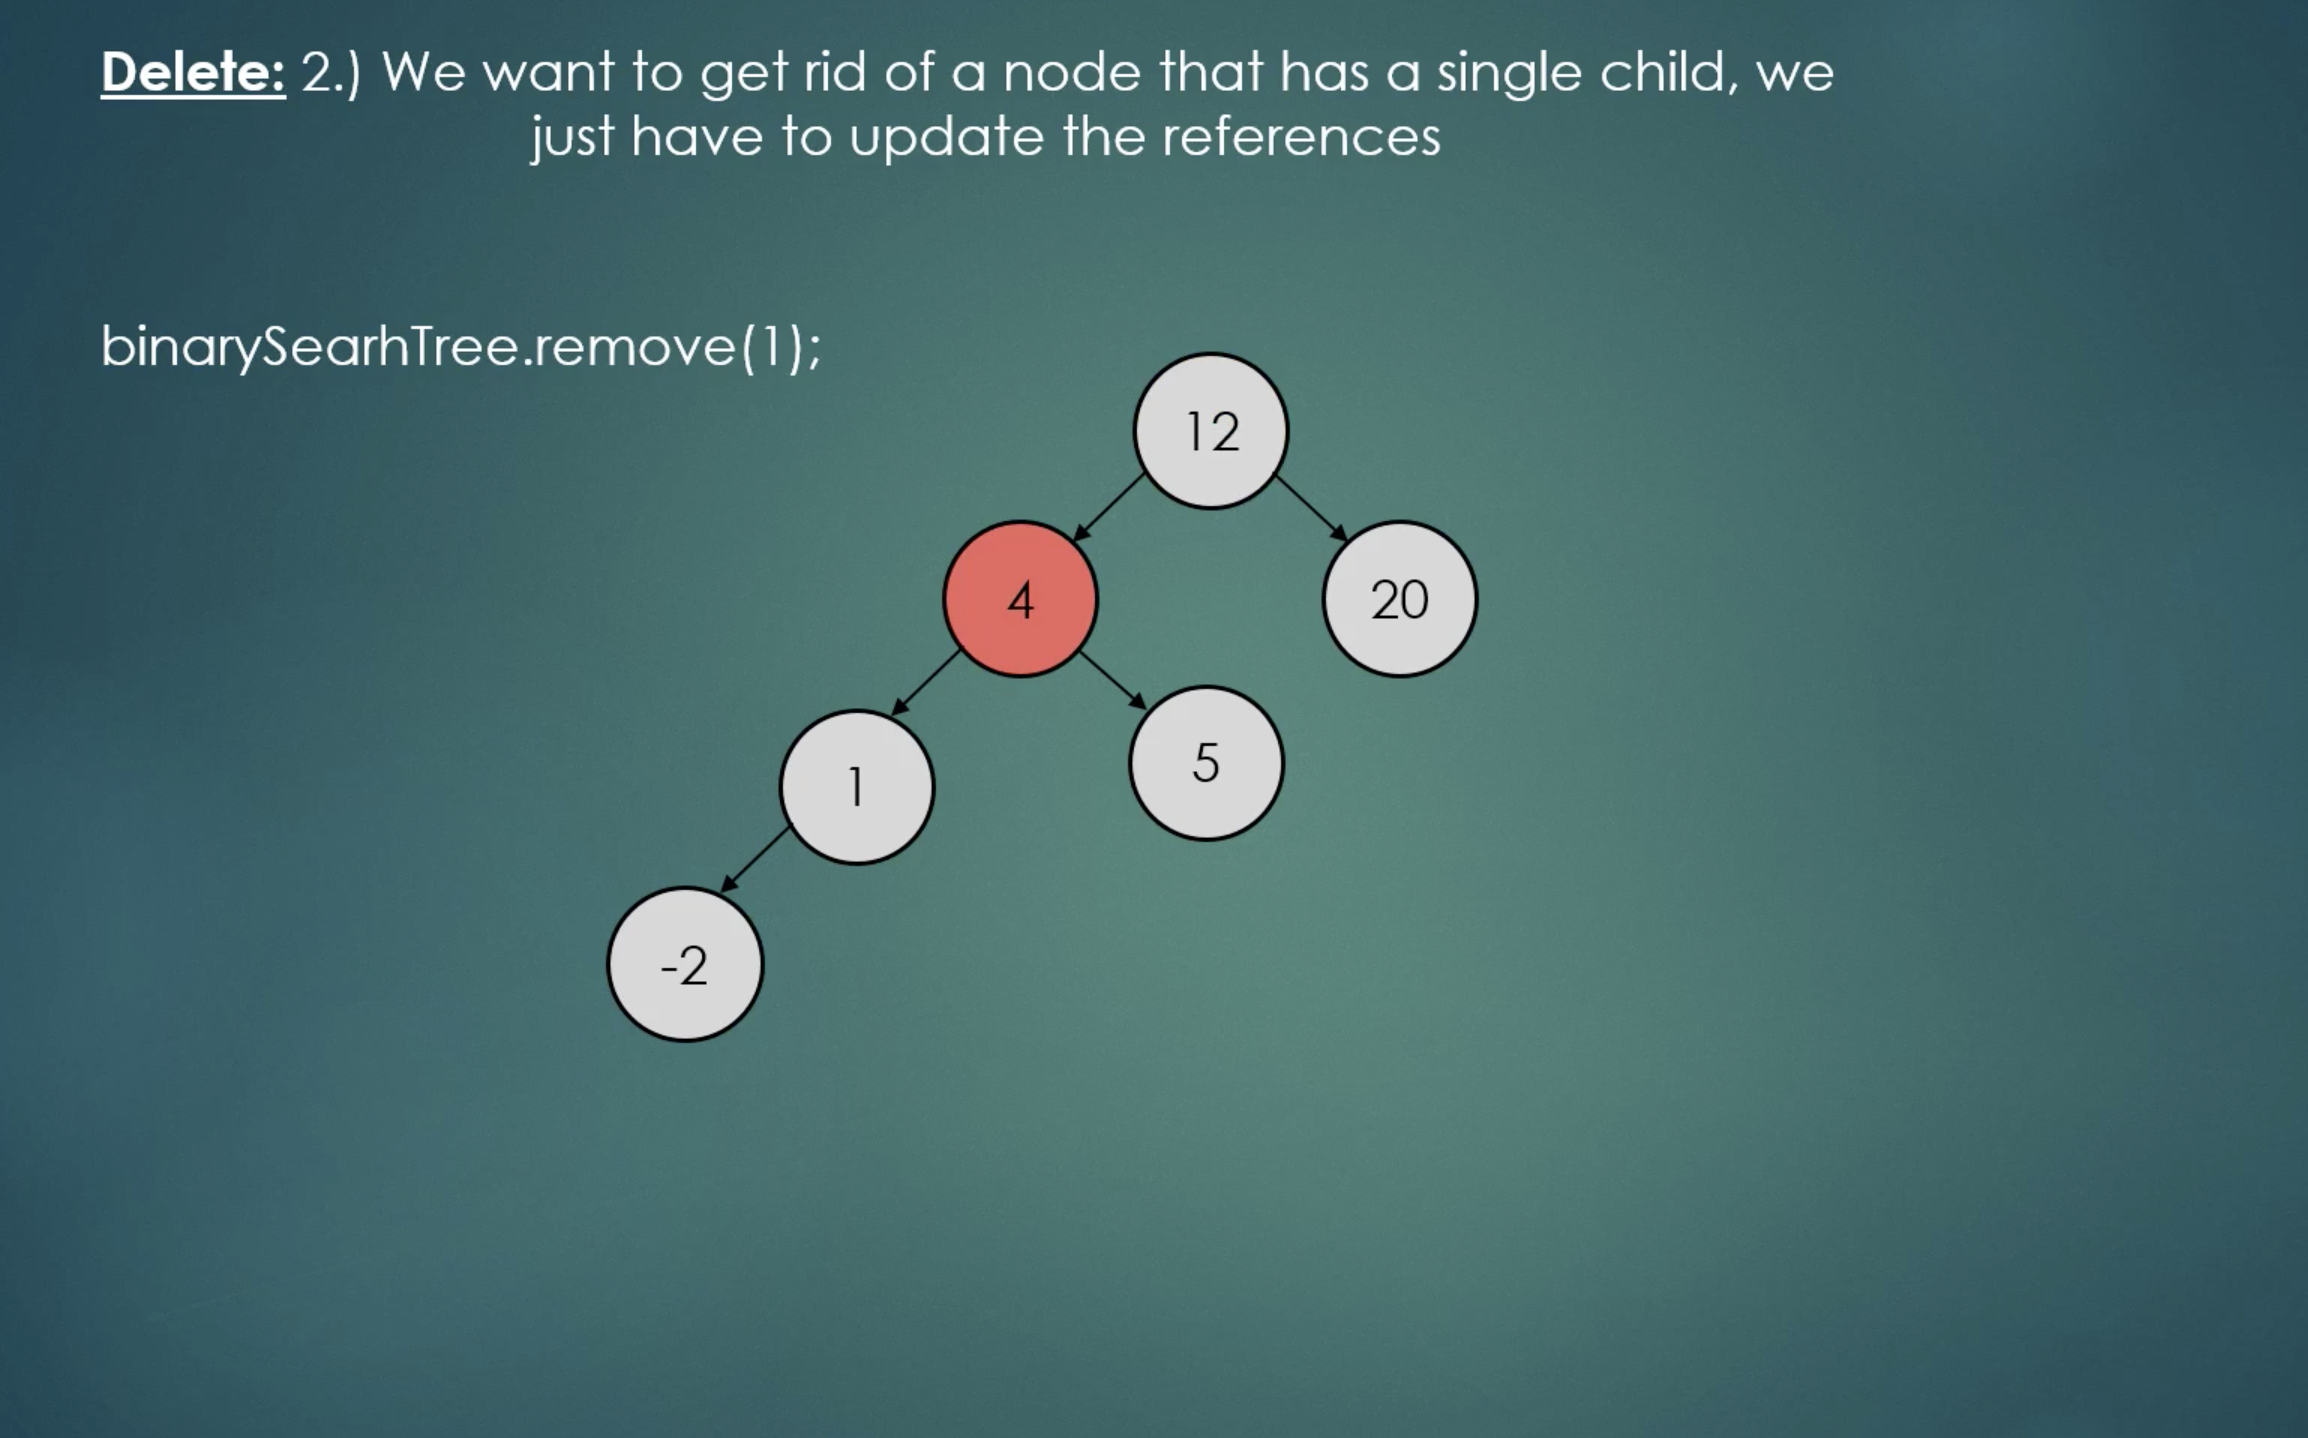 Delete: 2.) We want to get rid of a node that has a single child, we
just have to update the references
binarySearhTree.remove(1);
12
4
20
1
5
-2